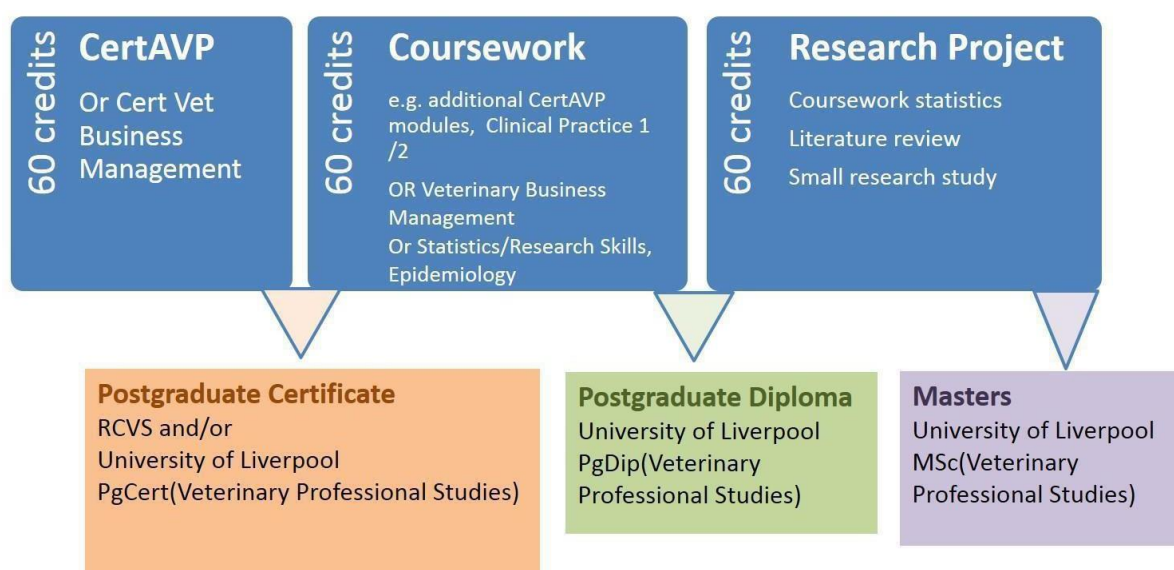 60 credits
CertAVP
Or Cert Vet
Business
Management
60 credits
Coursework
e.g. additional CertAVP
modules, Clinical Practice 1
/2
OR Veterinary Business
Management
Or Statistics/Research Skills,
Epidemiology
60 credits
Research Project
Coursework statistics
Literature review
Small research study
Postgraduate Certificate
RCVS and/or
University of Liverpool
PgCert(Veterinary Professional Studies)
Postgraduate Diploma
University of Liverpool
PgDip(Veterinary
Professional Studies)
Masters
University of Liverpool
MSc(Veterinary
Professional Studies)